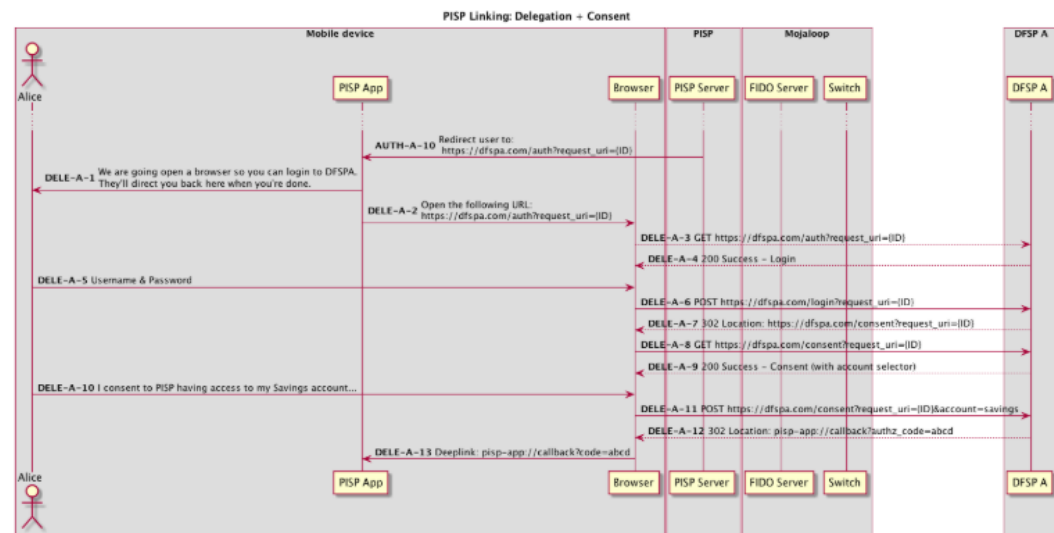 PISP Linking: Delegation + Consent
Mobile device
PISP
Mojaloop
DFSP A
Alice
PISP App
Browser
PISP Server
FIDO Server
Switch
DFSP A
AUTH-A-10 Redirect user to:
https://dfspa.com/auth?request_uri={ID}
DELE-A-1 We are going open a browser so you can login to DFSPA.
They'll direct you back here when you're done.
DELE-A-2 Open the following URL:
https://dfspa.com/auth?request_uri={ID}
DELE-A-3 GET https://dfspa.com/auth?request_uri={ID}
DELE-A-4 200 Success - Login
DELE-A-5 Username & Password
DELE-A-6 POST https://dfspa.com/login?request_uri={ID}
DELE-A-7 302 Location: https://dfspa.com/consent?request_uri={ID}
DELE-A-8 GET https://dfspa.com/consent?request_uri={ID}
DELE-A-9 200 Success - Consent (with account selector)
DELE-A-10 I consent to PISP having access to my Savings account...
DELE-A-11 POST https://dfspa.com/consent?request_uri={ID}&account=savings
DELE-A-12 302 Location: pisp-app://callback?authz_code=abcd
DELE-A-13 Deeplink: pisp-app://callback?code=abcd
Alice
PISP App
Browser
PISP Server
FIDO Server
Switch
DFSP A